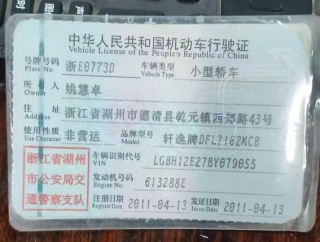 中华人民共和国机动车行驶证
Vehicle License of the People's Republic of China
号牌号码 浙E0773D 车辆类型 小型轿车
Plate No. Vehicle Type
所有人 姚慧卓
Owner
住址 浙江省湖州市德清县乾元镇西郊路43号
Address
使用性质 非营运 品牌型号 轩逸牌DFL7162MCB
Use Character Model
浙江省湖州市公安局交通警察支队
车辆识别代号 LGBH12E27BY079055
VIN
发动机号码 613288E
Engine No.
注册日期 2011-04-13 发证日期 2011-04-13
Register Date Issue Date